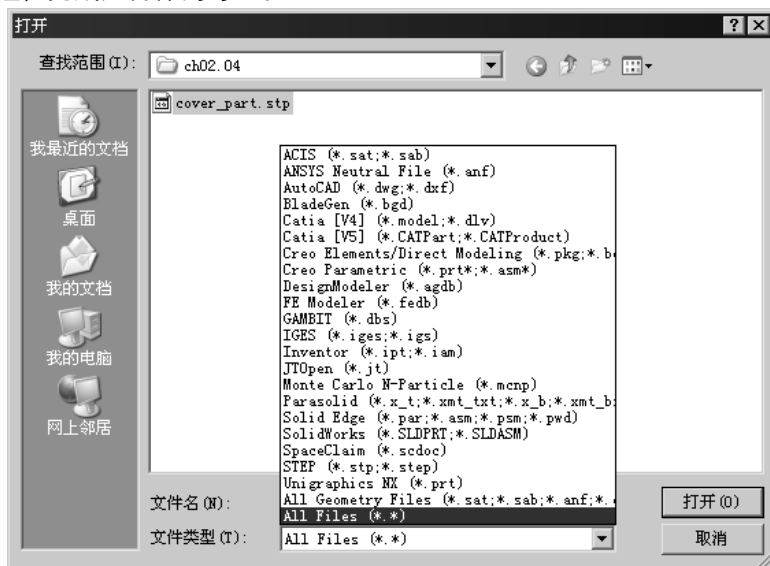 打开
查找范围(I):
ch02.04
cover_part.stp
我最近的文档
桌面
我的文档
我的电脑
网上邻居
ACIS (*.sat;*.sab)
ANSYS Neutral File (*.anf)
AutoCAD (*.dwg;*.dxf)
BladeGen (*.bgd)
Catia [V4] (*.model;*.dlv)
Catia [V5] (*.CATPart;*.CATProduct)
Creo Elements/Direct Modeling (*.pkg;*.b
Creo Parametric (*.prt*;*.asm*)
DesignModeler (*.agdb)
FE Modeler (*.fedb)
GAMBIT (*.dbs)
IGES (*.iges;*.igs)
Inventor (*.ipt;*.iam)
JTOpen (*.jt)
Monte Carlo N-Particle (*.mcnp)
Parasolid (*.x_t;*.xmt_txt;*.x_b;*.xmt_b
Solid Edge (*.par;*.asm;*.psm;*.pwd)
SolidWorks (*.SLDPRT;*.SLDASM)
SpaceClaim (*.scdoc)
STEP (*.stp;*.step)
Unigraphics NX (*.prt)
All Geometry Files (*.sat;*.sab;*.anf;*.
All Files (*.*)
文件名(N):
打开(O)
文件类型(T):
All Files (*.*)
取消